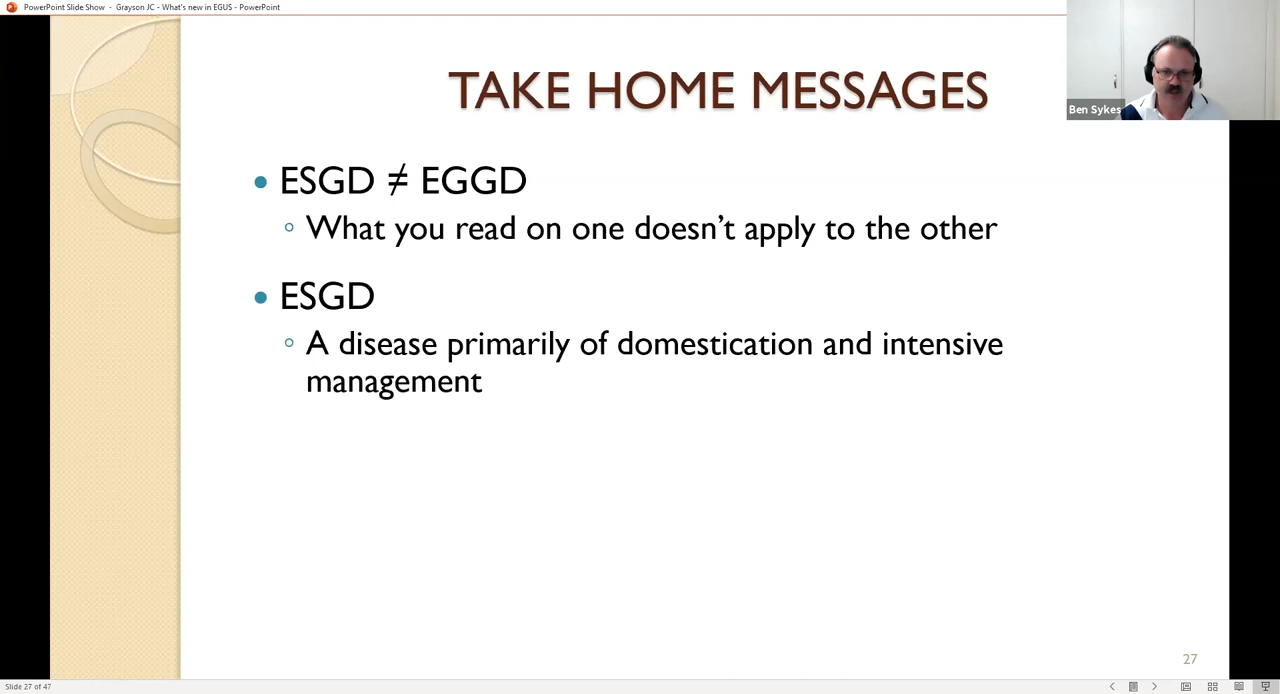 PowerPoint Slide Show - Grayson JC - What's new in EGUS - PowerPoint
Ben Sykes
TAKE HOME MESSAGES
• ESGD ≠ EGGD
◦ What you read on one doesn’t apply to the other
• ESGD
◦ A disease primarily of domestication and intensive
management
27
Slide 27 of 47